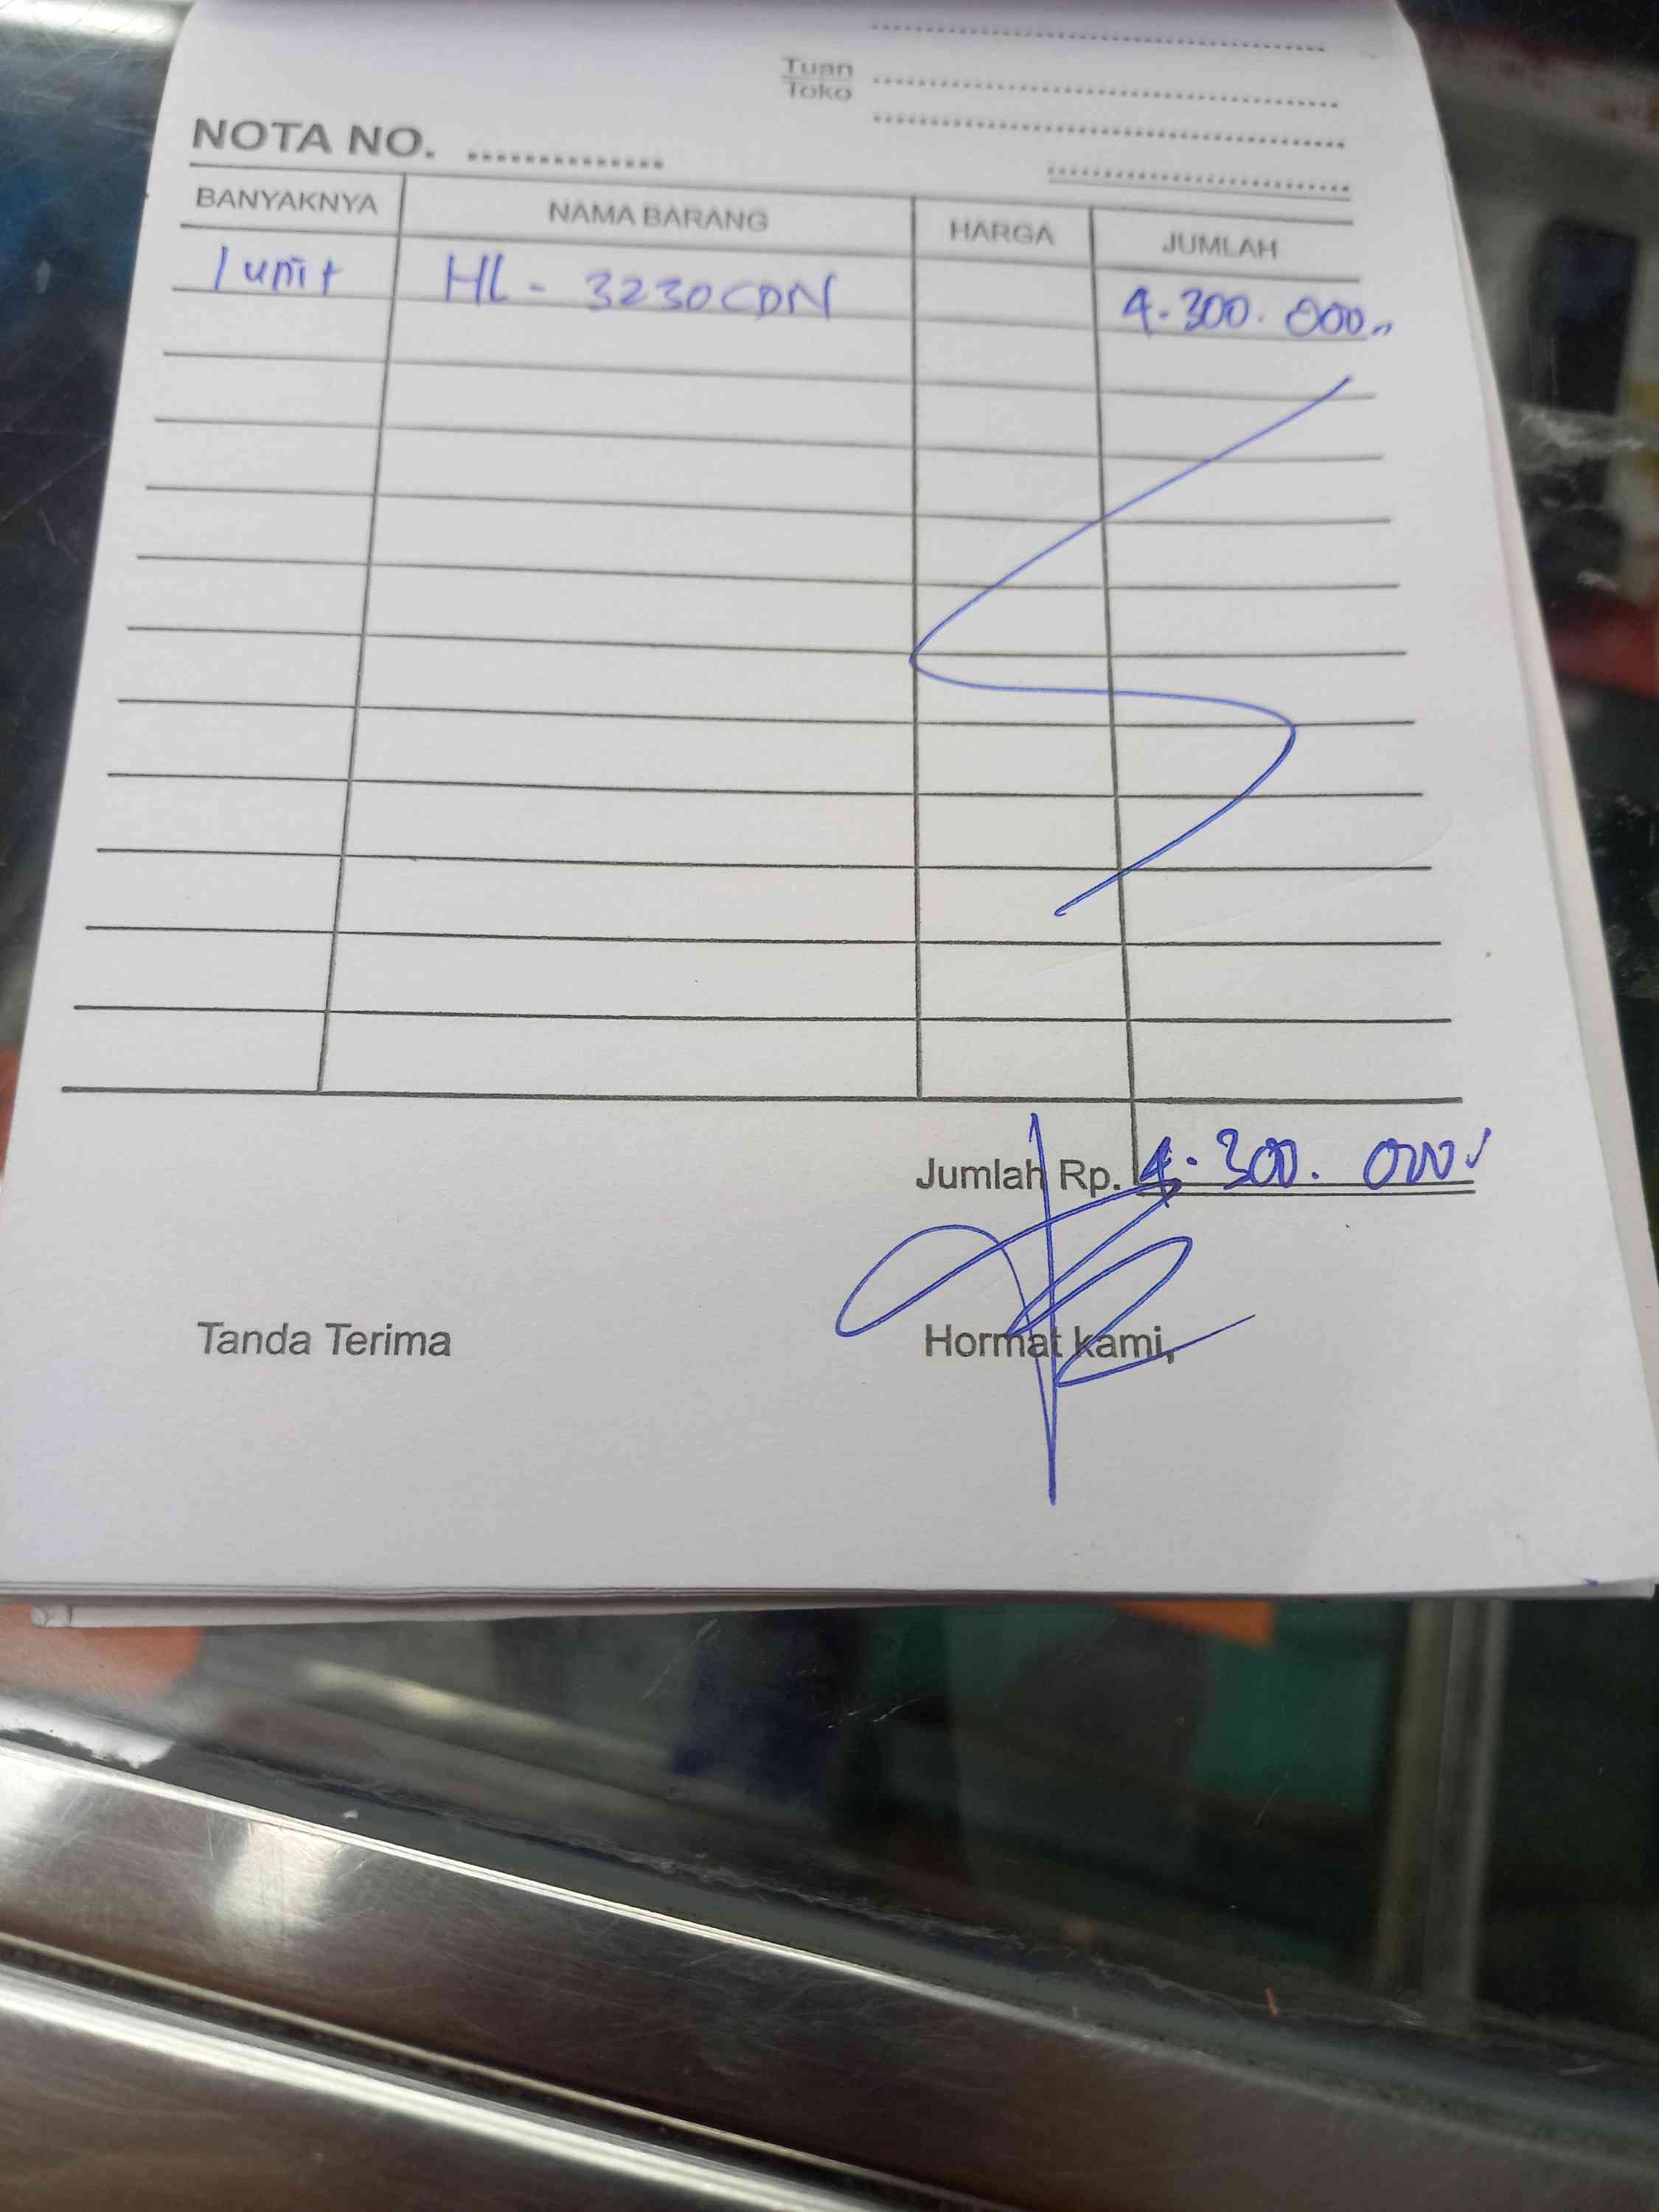 Tuan
Toko
NOTA NO. ..............
BANYAKNYA NAMA BARANG HARGA JUMLAH
1 unit HL - 3230CDN 4.300.000,,
Jumlah Rp. 4.300.000,
Tanda Terima Hormat kami,